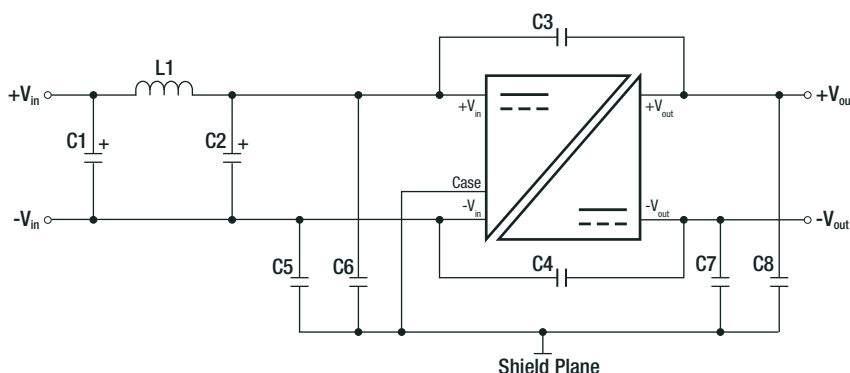 C3
L1
+Vin
+Vin
+Vout
+Vou
C1 +
C2 +
Case
-Vin
-Vin
-Vout
-Vout
C5
C6
C4
C7
C8
Shield Plane